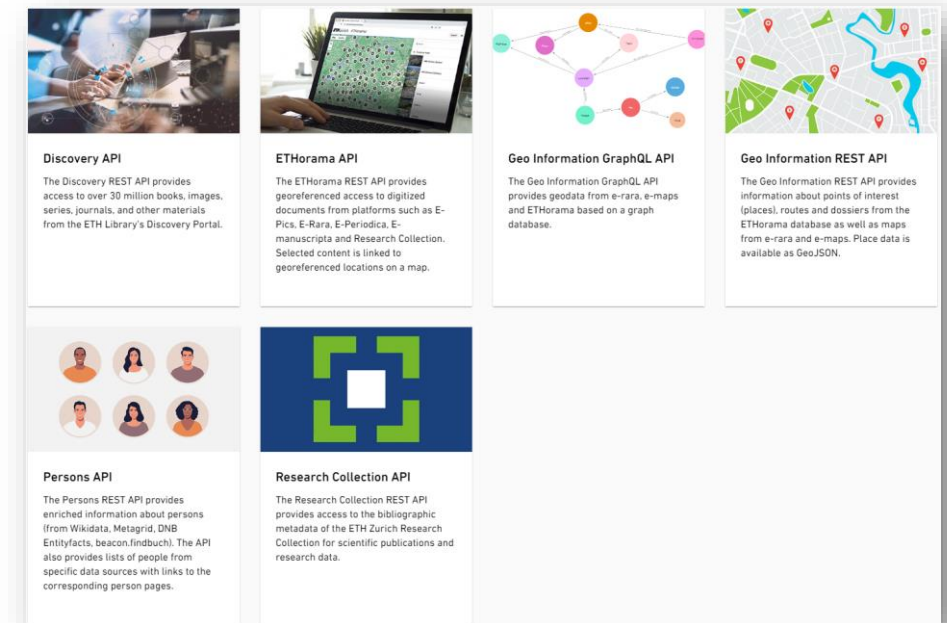 Discovery API
The Discovery REST API provides
access to over 30 million books, images,
series, journals, and other materials
from the ETH Library's Discovery Portal.
ETHorama API
The ETHorama REST API provides
georeferenced access to digitized
documents from platforms such as E-
Pics, E-Rara, E-Periodica, E-
manuscripta and Research Collection.
Selected content is linked to
georeferenced locations on a map.
Geo Information GraphQL API
The Geo Information GraphQL API
provides geodata from e-rara, e-maps
and ETHorama based on a graph
database.
Geo Information REST API
The Geo Information REST API provides
information about points of interest
(places), routes and dossiers from the
ETHorama database as well as maps
from e-rara and e-maps. Place data is
available as GeoJSON.
Persons API
The Persons REST API provides
enriched information about persons
(from Wikidata, Metagrid, DNB
Entityfacts, beacon.findbuch). The API
also provides lists of people from
specific data sources with links to the
corresponding person pages.
Research Collection API
The Research Collection REST API
provides access to the bibliographic
metadata of the ETH Zurich Research
Collection for scientific publications and
research data.